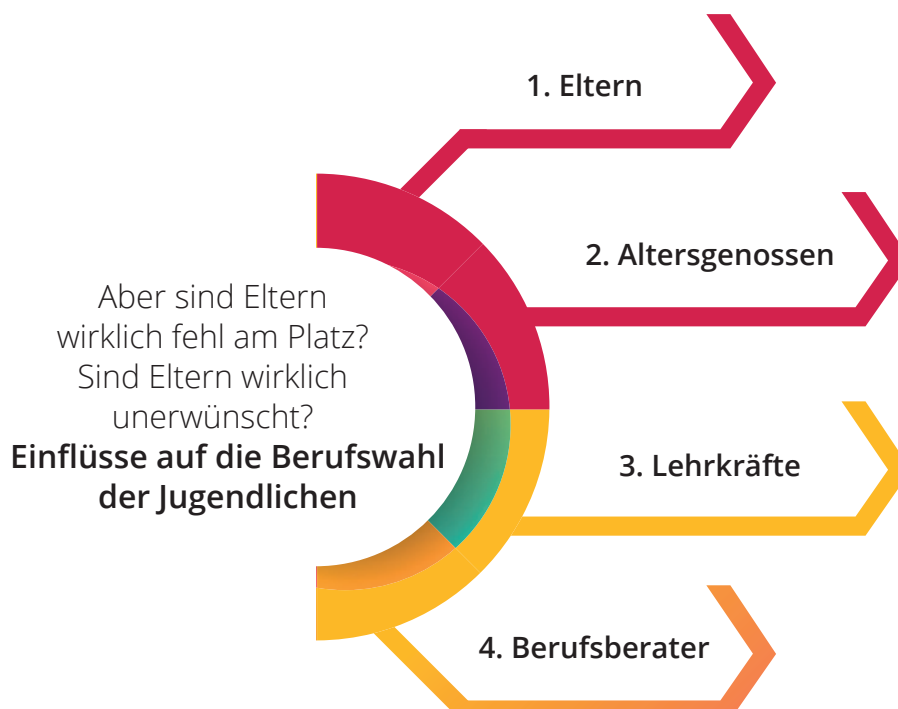 Aber sind Eltern
wirklich fehl am Platz?
Sind Eltern wirklich
unerwünscht?
Einflüsse auf die Berufswahl
der Jugendlichen
1. Eltern
2. Altersgenossen
3. Lehrkräfte
4. Berufsberater